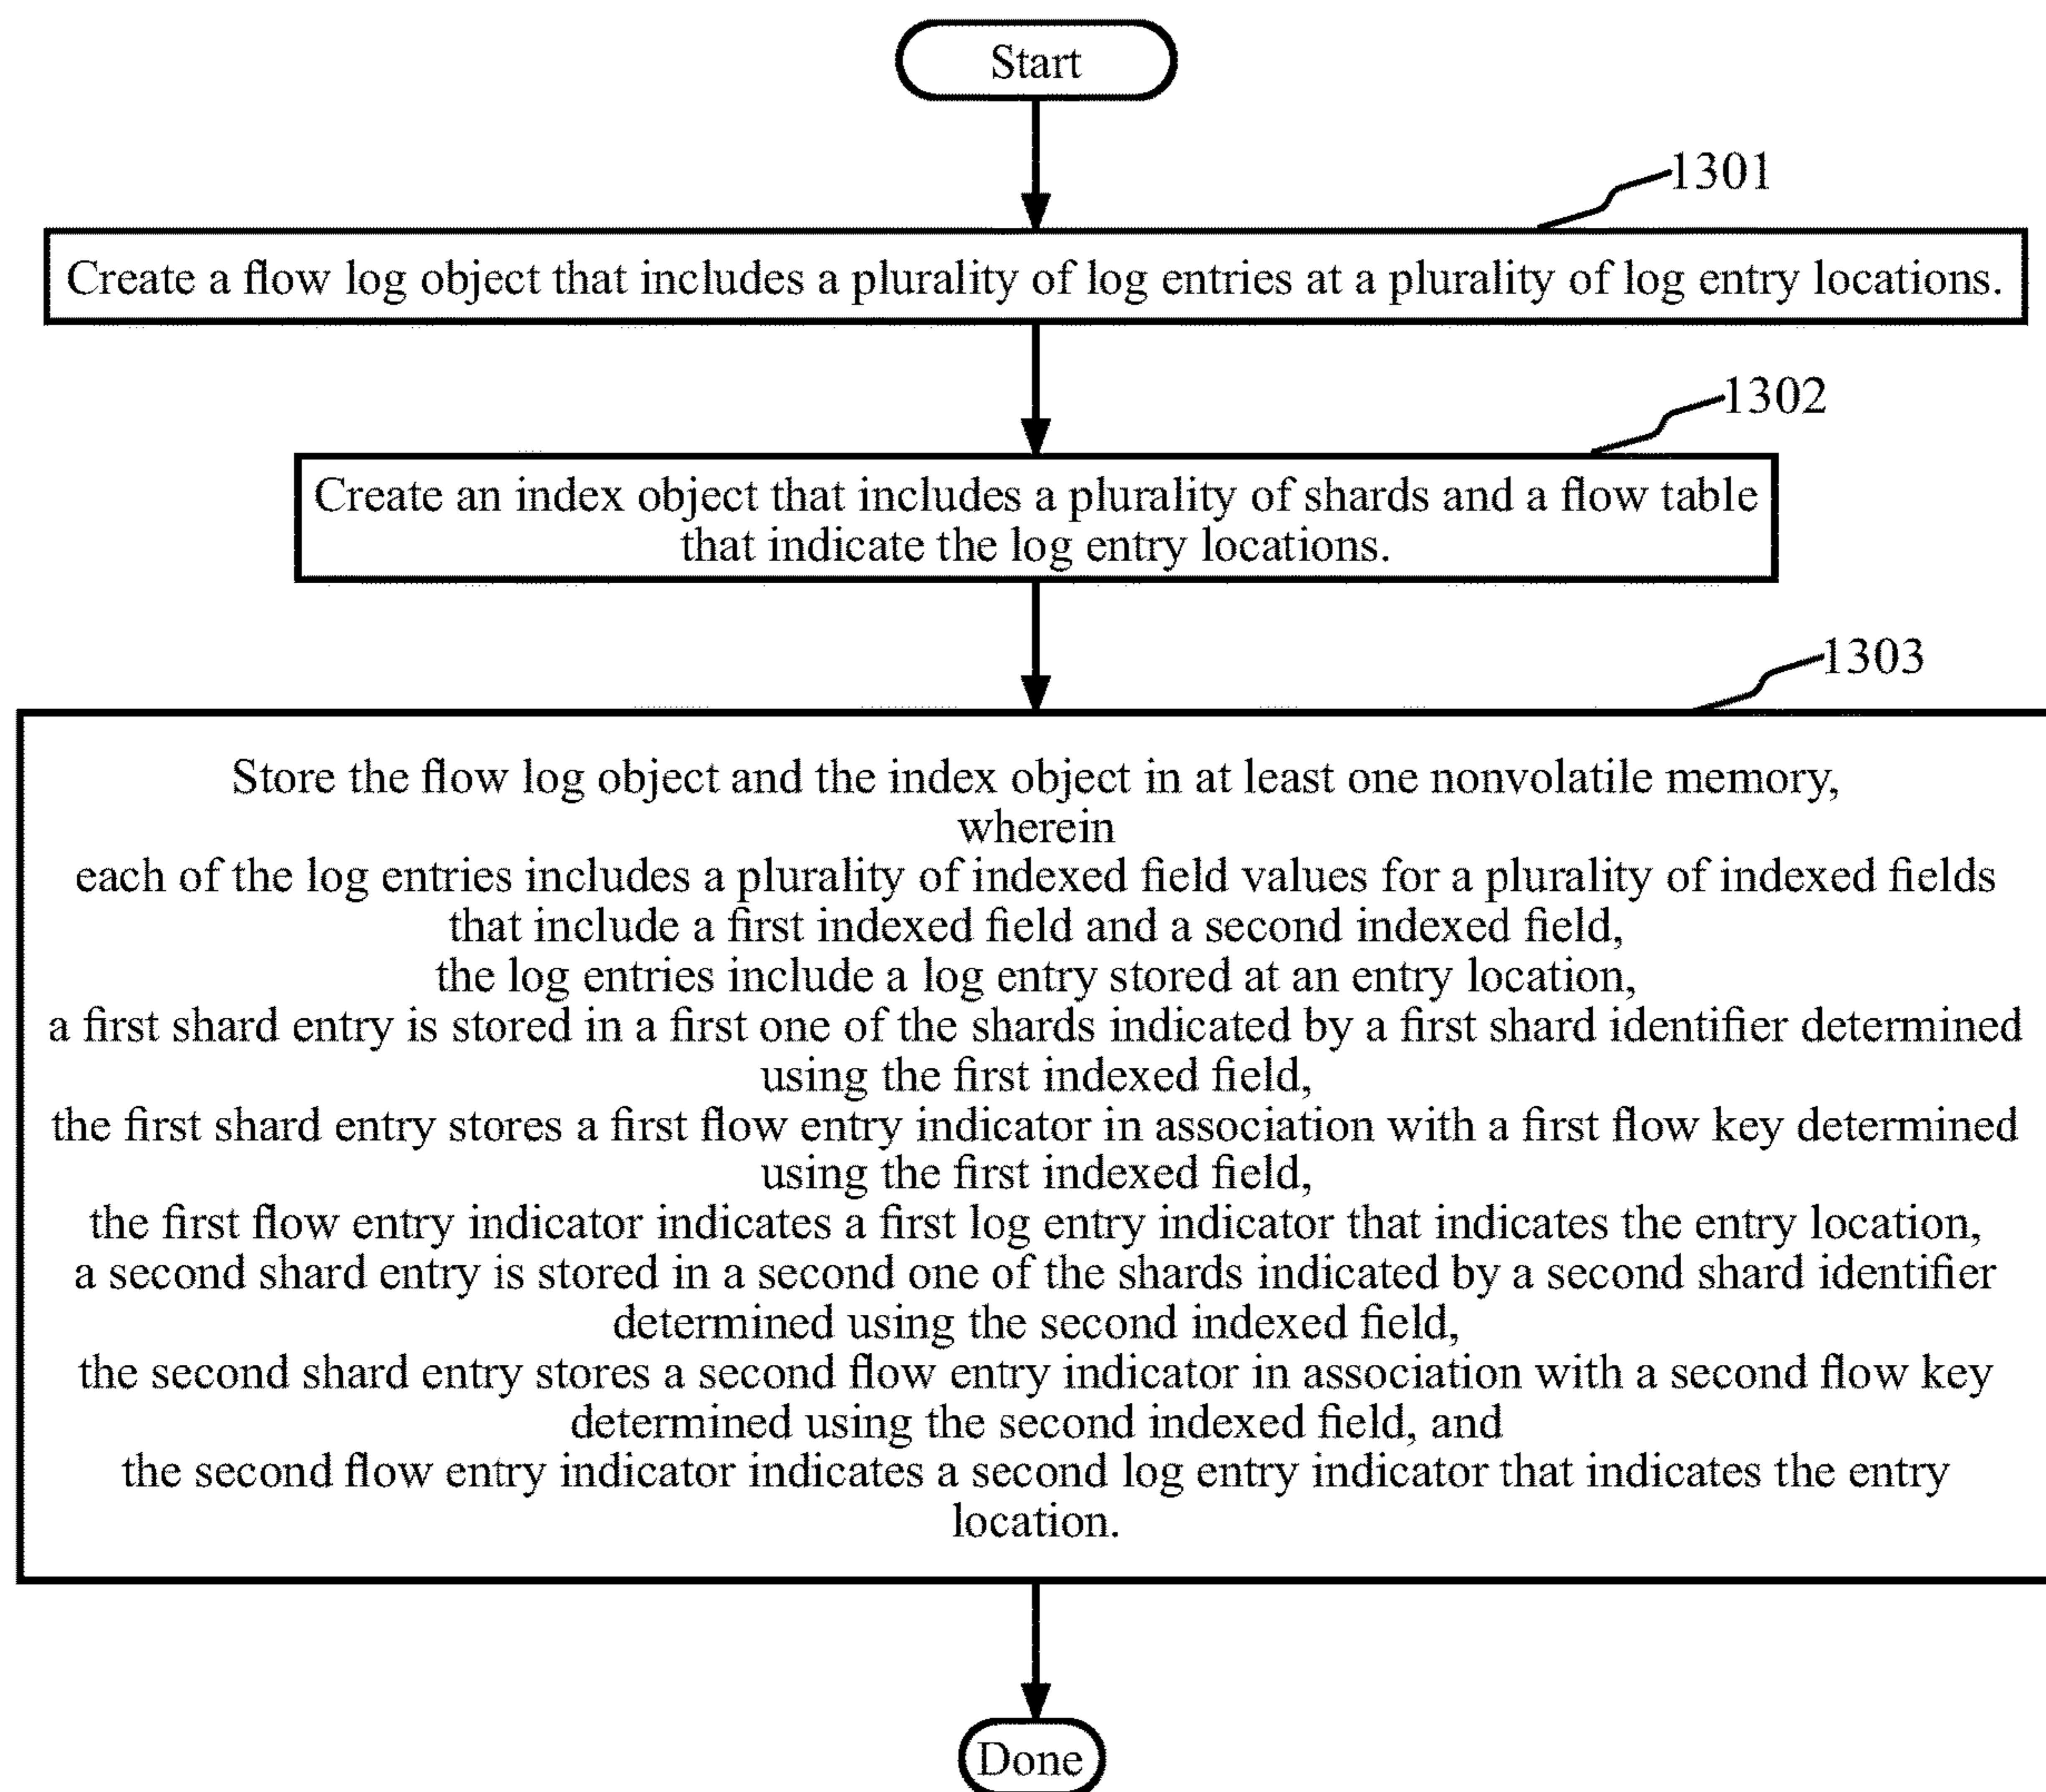 Start
1301
Create a flow log object that includes a plurality of log entries at a plurality of log entry locations.
1302
Create an index object that includes a plurality of shards and a flow table
that indicate the log entry locations.
1303
Store the flow log object and the index object in at least one nonvolatile memory,
wherein
each of the log entries includes a plurality of indexed field values for a plurality of indexed fields
that include a first indexed field and a second indexed field,
the log entries include a log entry stored at an entry location,
a first shard entry is stored in a first one of the shards indicated by a first shard identifier determined
using the first indexed field,
the first shard entry stores a first flow entry indicator in association with a first flow key determined
using the first indexed field,
the first flow entry indicator indicates a first log entry indicator that indicates the entry location,
a second shard entry is stored in a second one of the shards indicated by a second shard identifier
determined using the second indexed field,
the second shard entry stores a second flow entry indicator in association with a second flow key
determined using the second indexed field, and
the second flow entry indicator indicates a second log entry indicator that indicates the entry
location.
Done